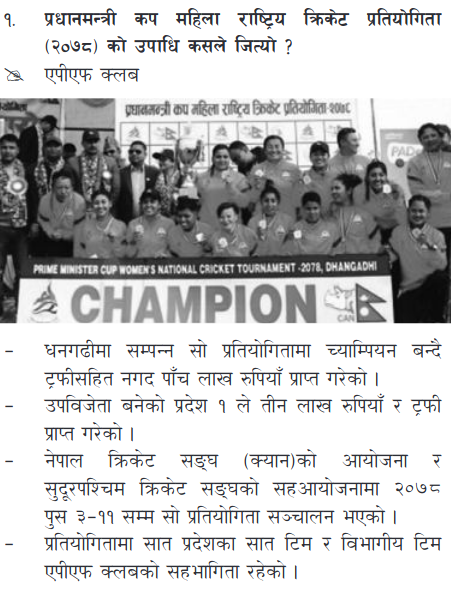 १. प्रधानमन्त्री कप महिला राष्ट्रिय क्रिकेट प्रतियोगिता
(२०७८) को उपाधि कसले जित्यो ?
एपीएफ क्लब
प्रधानमन्त्री कप महिला राष्ट्रिय क्रिकेट प्रतियोगिता-२०७८
PAD
PRIME MINISTER CUP WOMEN'S NATIONAL CRICKET TOURNAMENT -2078, DHANGADHI
CHAMPION
CAN
- धनगढीमा सम्पन्न सो प्रतियोगितामा च्याम्पियन बन्दै
ट्रफीसहित नगद पाँच लाख रुपियाँ प्राप्त गरेको ।
- उपविजेता बनेको प्रदेश १ ले तीन लाख रुपियाँ र ट्रफी
प्राप्त गरेको ।
- नेपाल क्रिकेट सङ्घ (क्यान)को आयोजना र
सुदूरपश्चिम क्रिकेट सङ्घको सहआयोजनामा २०७८
पुस ३-११ सम्म सो प्रतियोगिता सञ्चालन भएको ।
- प्रतियोगितामा सात प्रदेशका सात टिम र विभागीय टिम
एपीएफ क्लबको सहभागिता रहेको ।